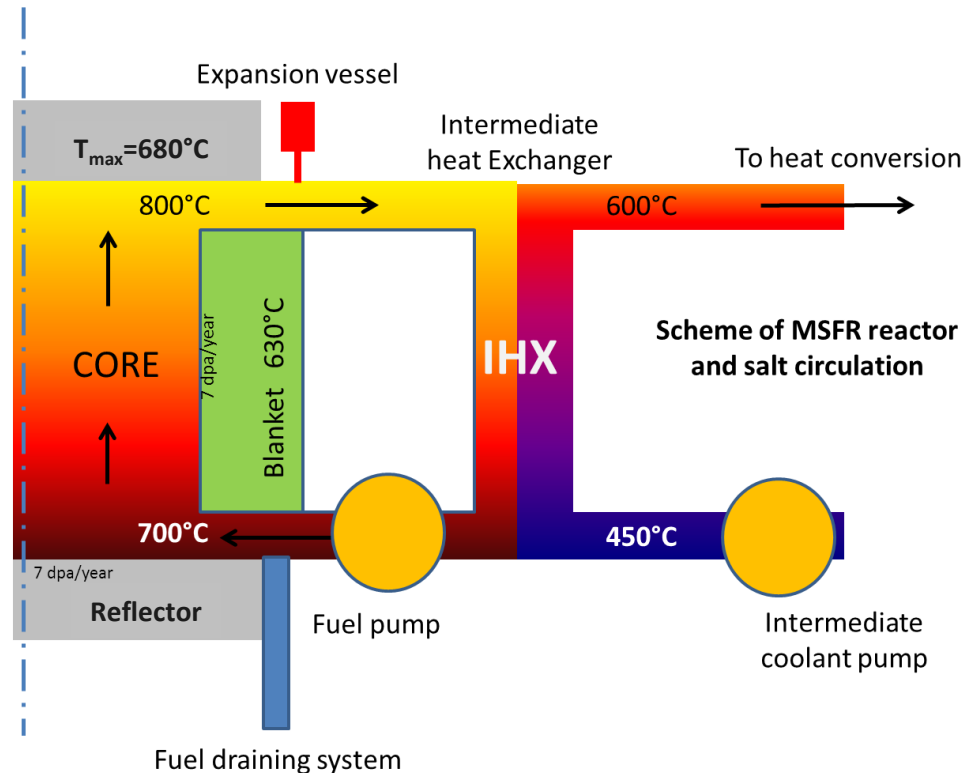 Expansion vessel
Tmax=680°C
Intermediate
heat Exchanger
To heat conversion
800°C
600°C
7 dpa/year
Blanket 630°C
CORE
IHX
Scheme of MSFR reactor
and salt circulation
700°C
450°C
7 dpa/year
Reflector
Fuel pump
Intermediate
coolant pump
Fuel draining system